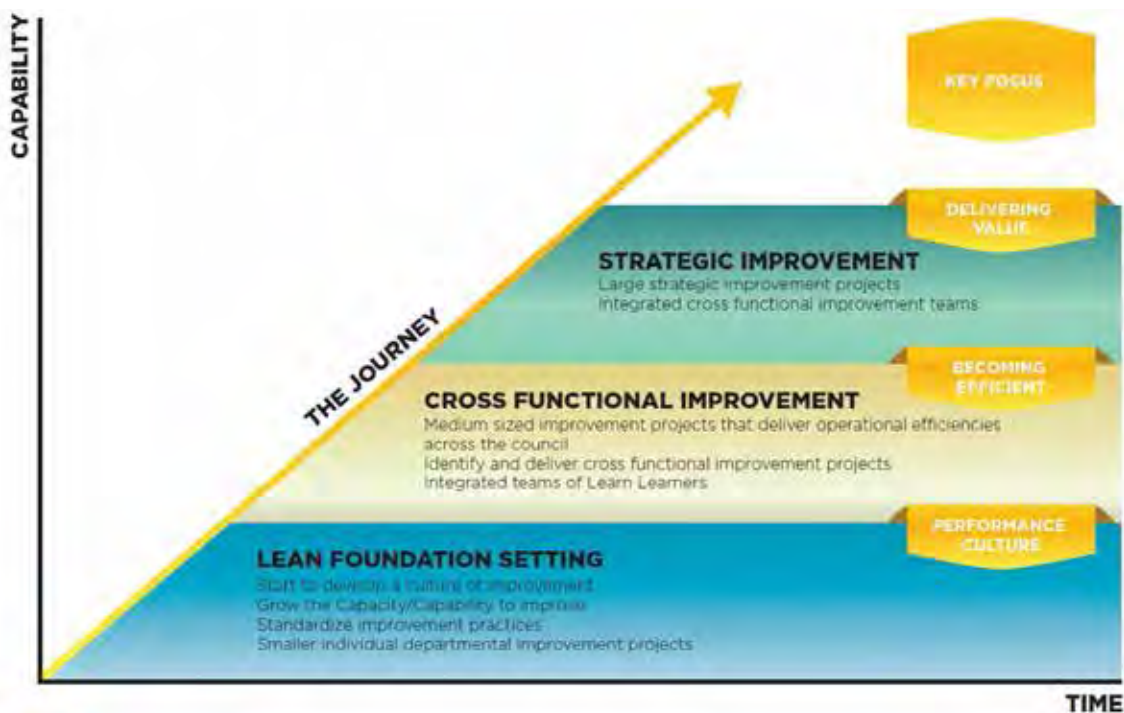 CAPABILITY
KEY FOCUS
DELIVERING
VALUE
STRATEGIC IMPROVEMENT
Large strategic improvement projects
Integrated cross functional improvement teams
THE JOURNEY
BECOMING
EFFICIENT
CROSS FUNCTIONAL IMPROVEMENT
Medium sized improvement projects that deliver operational efficiencies
across the council
Identify and deliver cross functional improvement projects
Integrated teams of Learn Learners
PERFORMANCE
CULTURE
LEAN FOUNDATION SETTING
Start to develop a culture of improvement
Grow the Capacity/Capability to improve
Standardize improvement practices
Smaller individual departmental improvement projects
TIME